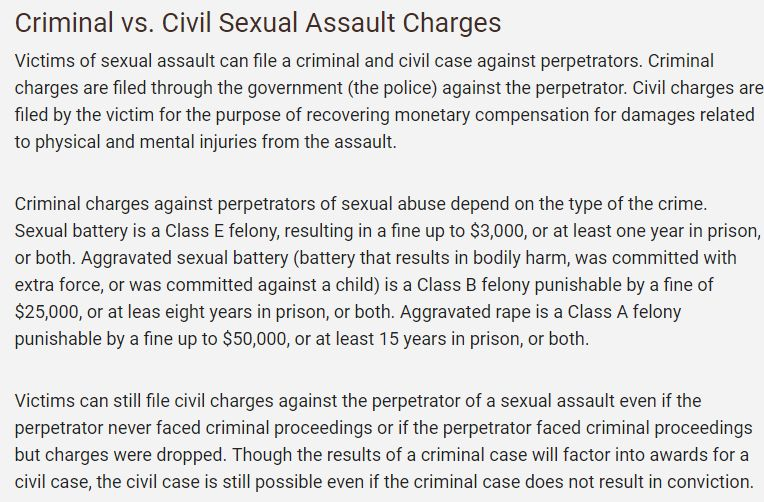 Criminal vs. Civil Sexual Assault Charges
Victims of sexual assault can file a criminal and civil case against perpetrators. Criminal
charges are filed through the government (the police) against the perpetrator. Civil charges are
filed by the victim for the purpose of recovering monetary compensation for damages related
to physical and mental injuries from the assault.
Criminal charges against perpetrators of sexual abuse depend on the type of the crime.
Sexual battery is a Class E felony, resulting in a fine up to $3,000, or at least one year in prison,
or both. Aggravated sexual battery (battery that results in bodily harm, was committed with
extra force, or was committed against a child) is a Class B felony punishable by a fine of
$25,000, or at leas eight years in prison, or both. Aggravated rape is a Class A felony
punishable by a fine up to $50,000, or at least 15 years in prison, or both.
Victims can still file civil charges against the perpetrator of a sexual assault even if the
perpetrator never faced criminal proceedings or if the perpetrator faced criminal proceedings
but charges were dropped. Though the results of a criminal case will factor into awards for a
civil case, the civil case is still possible even if the criminal case does not result in conviction.